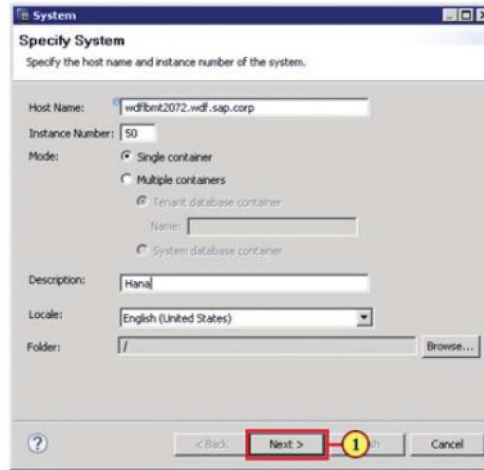 System
Specify System
Specify the host name and instance number of the system.
Host Name: wdflbmt2072.wdf.sap.corp
Instance Number: 50
Mode: Single container
Multiple containers
Tenant database container
Name:
System database container
Description: Hana
Locale: English (United States)
Folder: / Browse...
? < Back Next > 1 Cancel